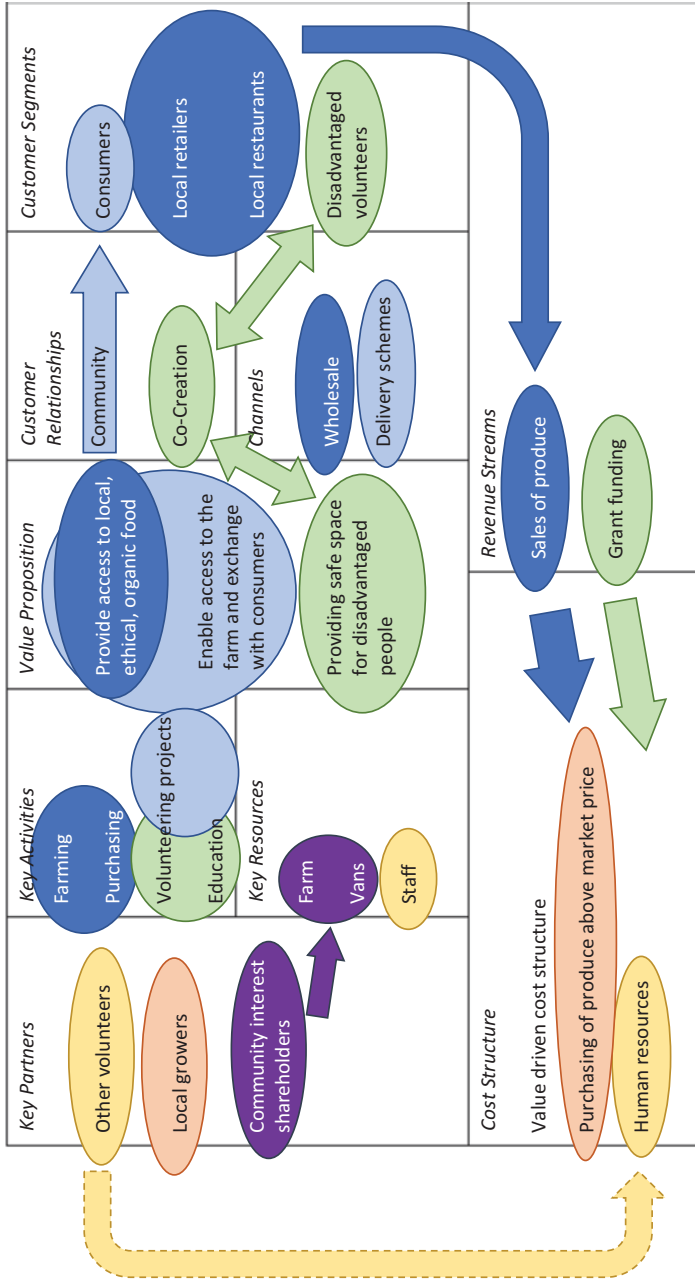 Key Partners
Other volunteers
Local growers
Community interest
shareholders
Key Activities
Farming
Purchasing
Volunteering projects
Education
Key Resources
Farm
Vans
Staff
Value Proposition
Provide access to local,
ethical, organic food
Enable access to the
farm and exchange
with consumers
Providing safe space
for disadvantaged
people
Customer
Relationships
Community
Co-Creation
Channels
Wholesale
Delivery schemes
Customer Segments
Consumers
Local retailers
Local restaurants
Disadvantaged
volunteers
Cost Structure
Value driven cost structure
Purchasing of produce above market price
Human resources
Revenue Streams
Sales of produce
Grant funding